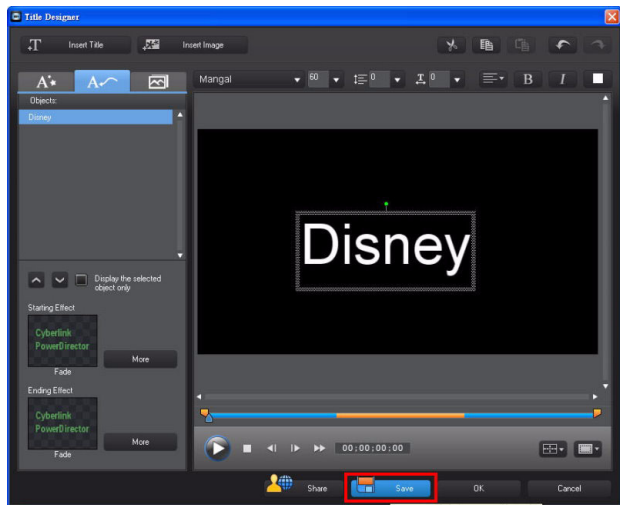 Title Designer
Insert Title
Insert Image
Mangal
60
0
0
B
I
Objects:
Disney
Disney
Display the selected
object only
Starting Effect
Cyberlink
PowerDirector
More
Fade
Ending Effect
Cyberlink
PowerDirector
More
Fade
00:00:00:00
Share
Save
OK
Cancel